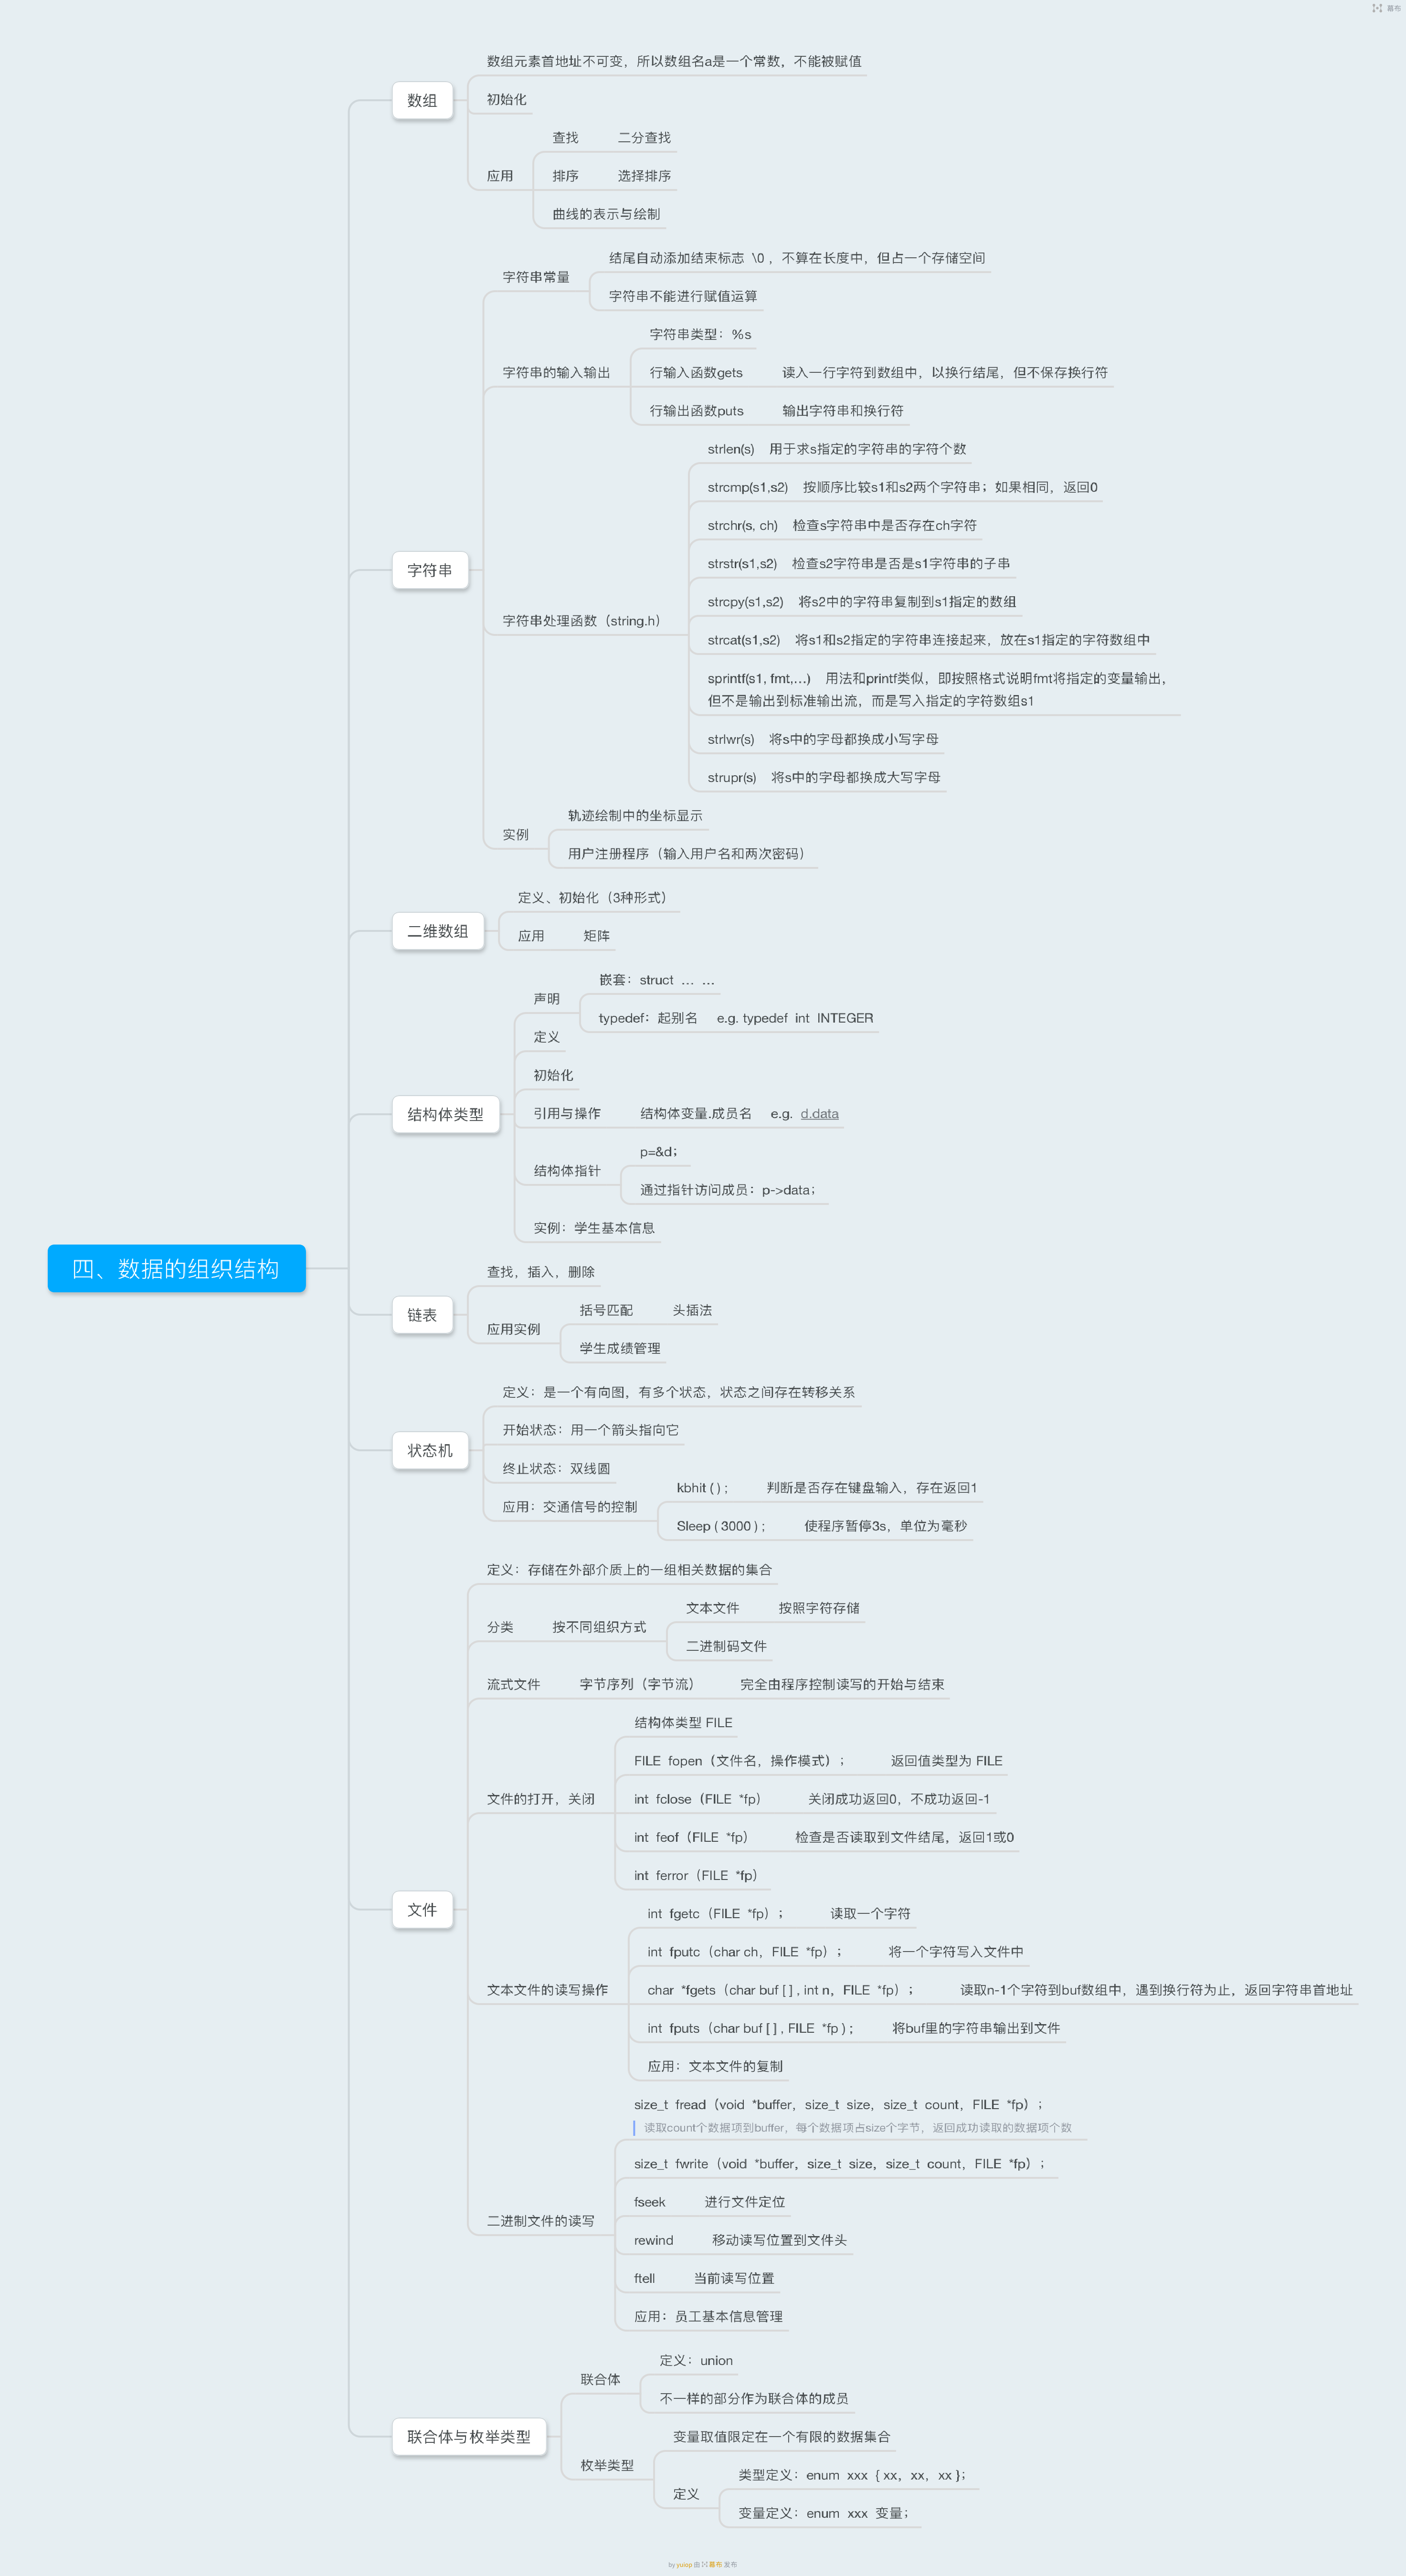 幕布
数组元素首地址不可变，所以数组名a是一个常数，不能被赋值
数组
初始化
查找
二分查找
应用
排序
选择排序
曲线的表示与绘制
结尾自动添加结束标志 \0 ，不算在长度中，但占一个存储空间
字符串常量
字符串不能进行赋值运算
字符串类型：%s
字符串的输入输出
行输入函数gets
读入一行字符到数组中，以换行结尾，但不保存换行符
行输出函数puts
输出字符串和换行符
strlen(s) 用于求s指定的字符串的字符个数
strcmp(s1,s2) 按顺序比较s1和s2两个字符串；如果相同，返回0
strchr(s, ch) 检查s字符串中是否存在ch字符
strstr(s1,s2) 检查s2字符串是否是s1字符串的子串
字符串
strcpy(s1,s2) 将s2中的字符串复制到s1指定的数组
字符串处理函数（string.h）
strcat(s1,s2) 将s1和s2指定的字符串连接起来，放在s1指定的字符数组中
sprintf(s1, fmt,...) 用法和printf类似，即按照格式说明fmt将指定的变量输出，
但不是输出到标准输出流，而是写入指定的字符数组s1
strlwr(s) 将s中的字母都换成小写字母
strupr(s) 将s中的字母都换成大写字母
轨迹绘制中的坐标显示
实例
用户注册程序（输入用户名和两次密码）
定义、初始化（3种形式）
二维数组
应用
矩阵
嵌套：struct ... ...
声明
typedef：起别名 e.g. typedef int INTEGER
定义
初始化
结构体类型
引用与操作
结构体变量.成员名 e.g. d.data
p=&d；
结构体指针
通过指针访问成员：p->data；
实例：学生基本信息
四、数据的组织结构
查找，插入，删除
链表
括号匹配
头插法
应用实例
学生成绩管理
定义：是一个有向图，有多个状态，状态之间存在转移关系
开始状态：用一个箭头指向它
状态机
终止状态：双线圆
kbhit ( ) ;
判断是否存在键盘输入，存在返回1
应用：交通信号的控制
Sleep ( 3000 ) ;
使程序暂停3s，单位为毫秒
定义：存储在外部介质上的一组相关数据的集合
文本文件
按照字符存储
分类
按不同组织方式
二进制码文件
流式文件
字节序列（字节流）
完全由程序控制读写的开始与结束
结构体类型 FILE
FILE fopen（文件名，操作模式）；
返回值类型为 FILE
文件的打开，关闭
int fclose（FILE *fp）
关闭成功返回0，不成功返回-1
int feof（FILE *fp）
检查是否读取到文件结尾，返回1或0
int ferror（FILE *fp）
文件
int fgetc（FILE *fp）；
读取一个字符
int fputc（char ch，FILE *fp）；
将一个字符写入文件中
文本文件的读写操作
char *fgets（char buf [ ] , int n，FILE *fp）；
读取n-1个字符到buf数组中，遇到换行符为止，返回字符串首地址
int fputs（char buf [ ] , FILE *fp ) ;
将buf里的字符串输出到文件
应用：文本文件的复制
size_t fread（void *buffer，size_t size，size_t count，FILE *fp）；
读取count个数据项到buffer，每个数据项占size个字节，返回成功读取的数据项个数
size_t fwrite（void *buffer，size_t size，size_t count，FILE *fp）；
fseek
进行文件定位
二进制文件的读写
rewind
移动读写位置到文件头
ftell
当前读写位置
应用：员工基本信息管理
定义：union
联合体
不一样的部分作为联合体的成员
联合体与枚举类型
变量取值限定在一个有限的数据集合
枚举类型
类型定义：enum xxx { xx，xx，xx }；
定义
变量定义：enum xxx 变量；
by yuiop 由 幕布 发布